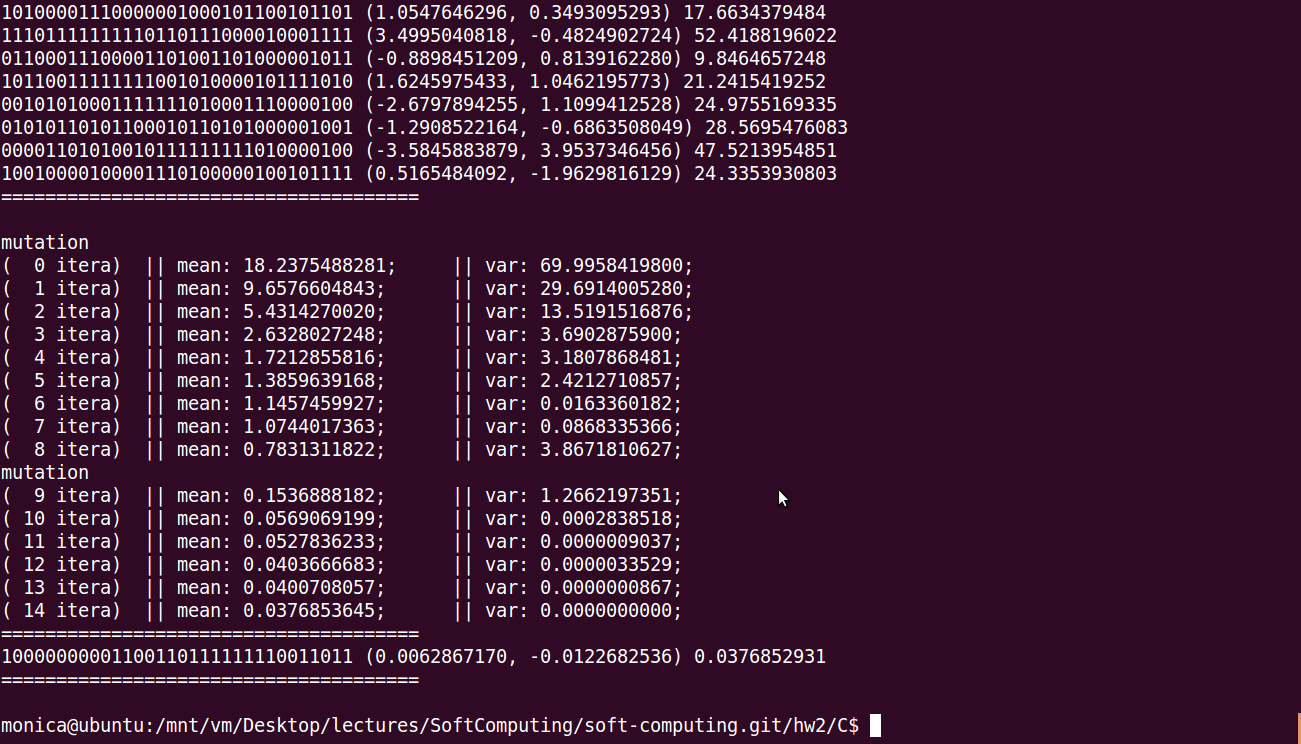 10100001110000001000101100101101 (1.0547646296, 0.3493095293) 17.6634379484
11101111111110110111000010001111 (3.4995040818, -0.4824902724) 52.4188196022
01100011100001101001101000001011 (-0.8898451209, 0.8139162280) 9.8464657248
10110011111111001010000101111010 (1.6245975433, 1.0462195773) 21.2415419252
00101010001111111010001110000100 (-2.6797894255, 1.1099412528) 24.9755169335
01010110101100010110101000001001 (-1.2908522164, -0.6863508049) 28.5695476083
00001101010010111111111010000100 (-3.5845883879, 3.9537346456) 47.5213954851
10010000100001110100000100101111 (0.5165484092, -1.9629816129) 24.3353930803
======================================
mutation
(  0 itera)  || mean: 18.2375488281;     || var: 69.9958419800;
(  1 itera)  || mean: 9.6576604843;      || var: 29.6914005280;
(  2 itera)  || mean: 5.4314270020;      || var: 13.5191516876;
(  3 itera)  || mean: 2.6328027248;      || var: 3.6902875900;
(  4 itera)  || mean: 1.7212855816;      || var: 3.1807868481;
(  5 itera)  || mean: 1.3859639168;      || var: 2.4212710857;
(  6 itera)  || mean: 1.1457459927;      || var: 0.0163360182;
(  7 itera)  || mean: 1.0744017363;      || var: 0.0868335366;
(  8 itera)  || mean: 0.7831311822;      || var: 3.8671810627;
mutation
(  9 itera)  || mean: 0.1536888182;      || var: 1.2662197351;
( 10 itera)  || mean: 0.0569069199;      || var: 0.0002838518;
( 11 itera)  || mean: 0.0527836233;      || var: 0.0000009037;
( 12 itera)  || mean: 0.0403666683;      || var: 0.0000033529;
( 13 itera)  || mean: 0.0400708057;      || var: 0.0000000867;
( 14 itera)  || mean: 0.0376853645;      || var: 0.0000000000;
======================================
10000000001100110111111110011011 (0.0062867170, -0.0122682536) 0.0376852931
======================================
monica@ubuntu:/mnt/vm/Desktop/lectures/SoftComputing/soft-computing.git/hw2/C$